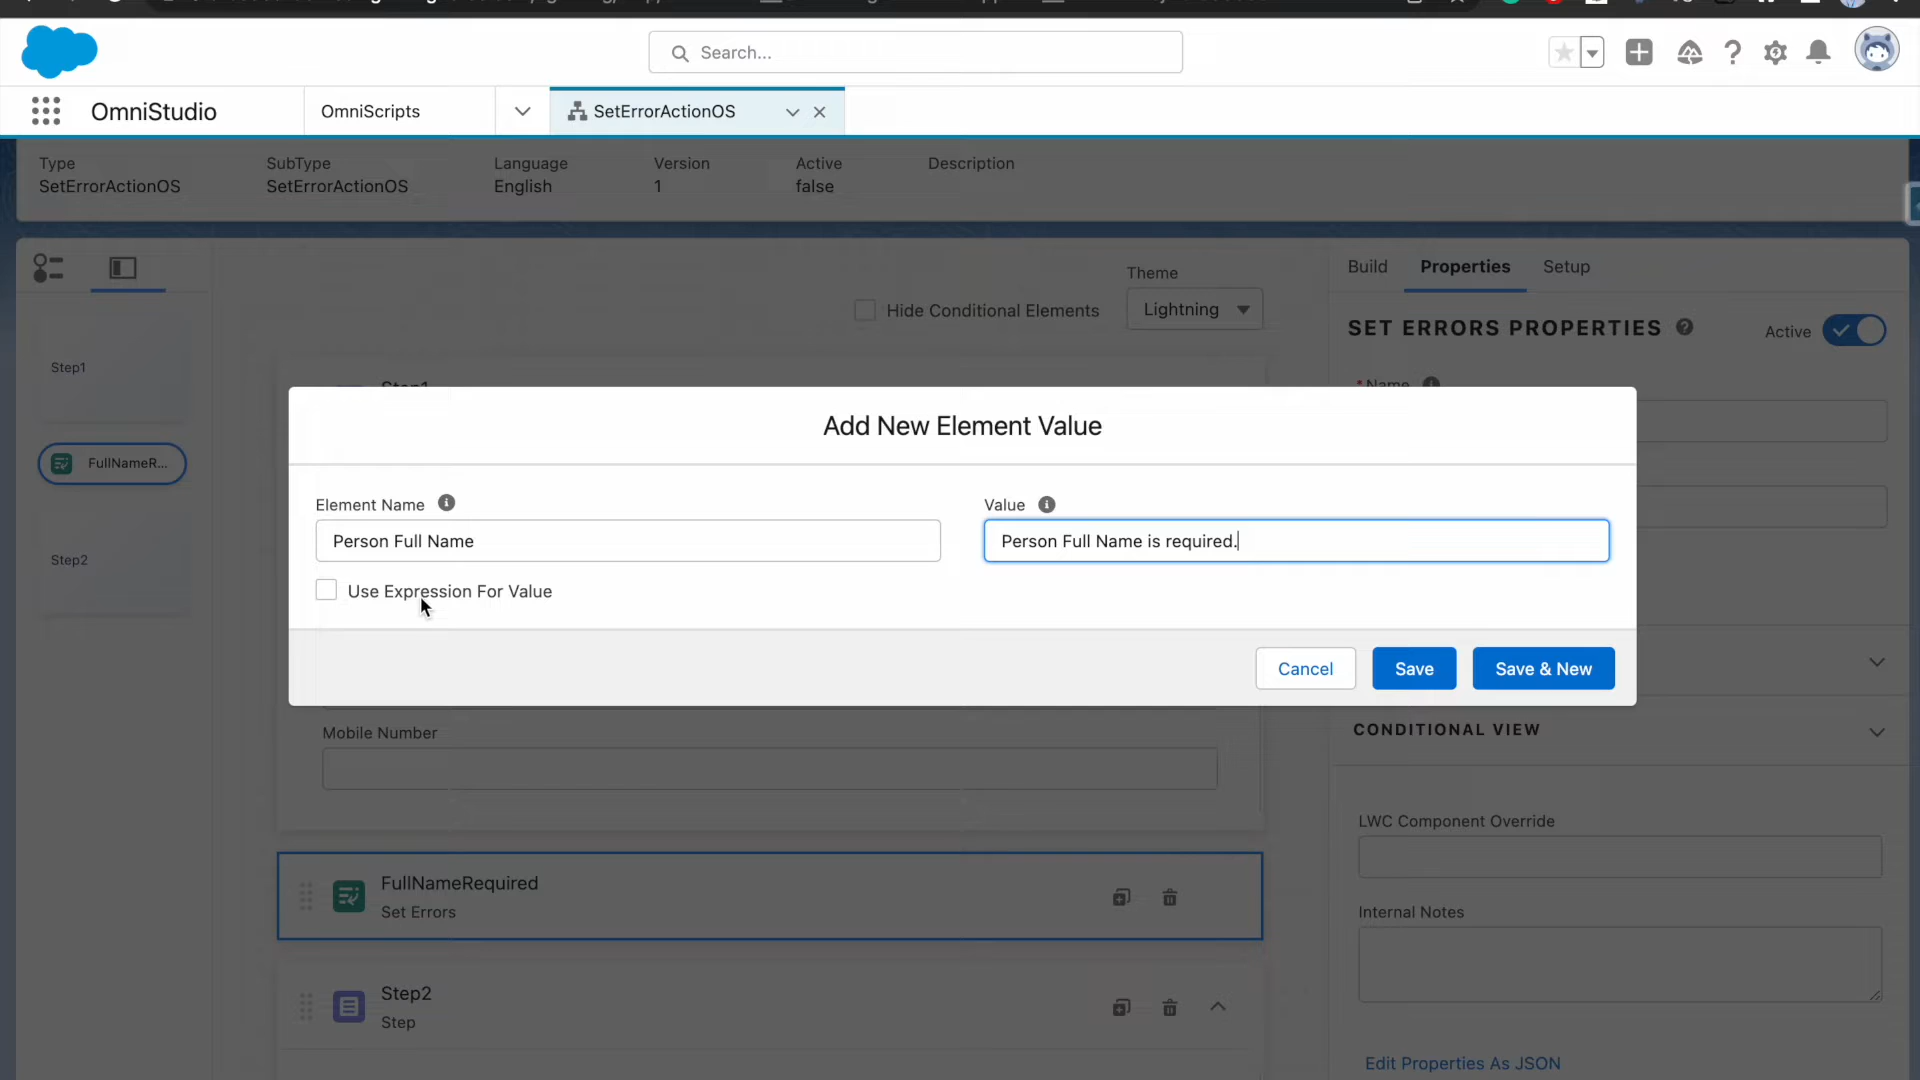 Search...
OmniStudio
OmniScripts
SetErrorActionOS
Type
SubType
Language
Version
Active
Description
SetErrorActionOS
SetErrorActionOS
English
1
false
Step1
FullNameR...
Step2
Hide Conditional Elements
Theme
Lightning
Build
Properties
Setup
SET ERRORS PROPERTIES
Active
* Name
Step1
Add New Element Value
Element Name
Person Full Name
Value
Person Full Name is required.
Use Expression For Value
Cancel
Save
Save & New
Mobile Number
CONDITIONAL VIEW
LWC Component Override
FullNameRequired
Set Errors
Internal Notes
Step2
Step
Edit Properties As JSON